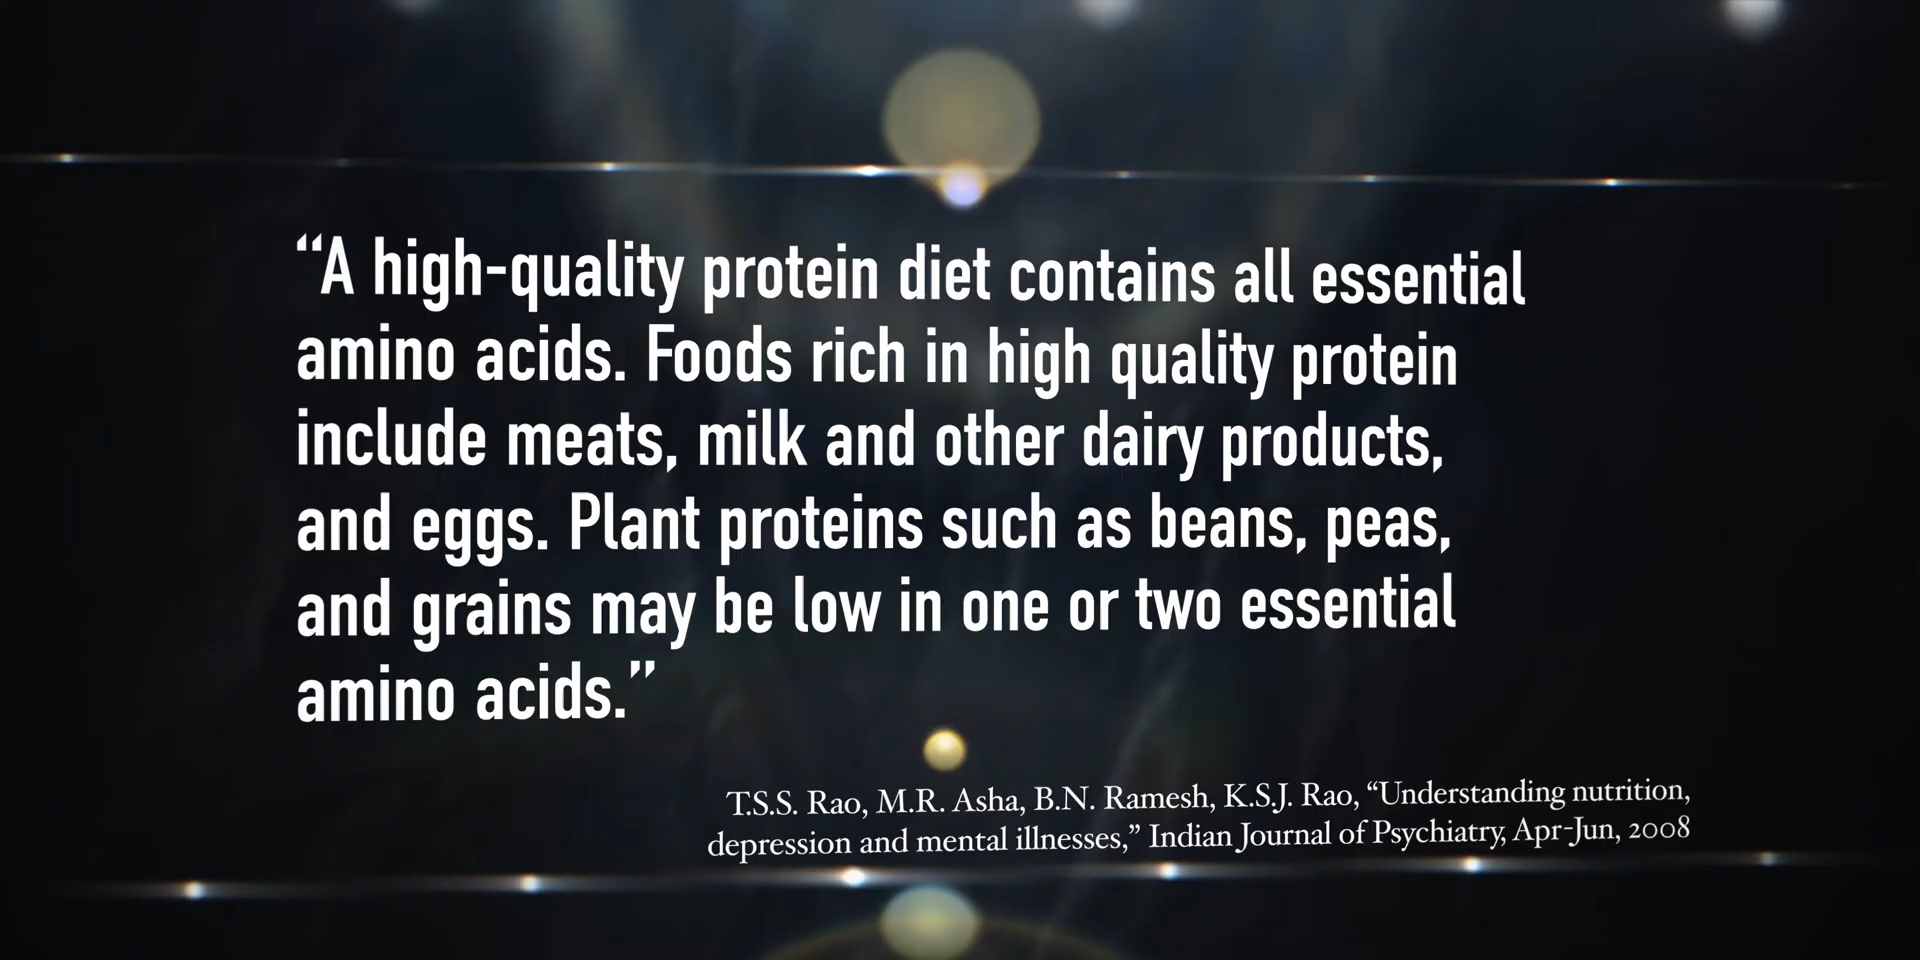 “A high-quality protein diet contains all essential
amino acids. Foods rich in high quality protein
include meats, milk and other dairy products,
and eggs. Plant proteins such as beans, peas,
and grains may be low in one or two essential
amino acids.”
T.S.S. Rao, M.R. Asha, B.N. Ramesh, K.S.J. Rao, “Understanding nutrition,
depression and mental illnesses,” Indian Journal of Psychiatry, Apr-Jun, 2008